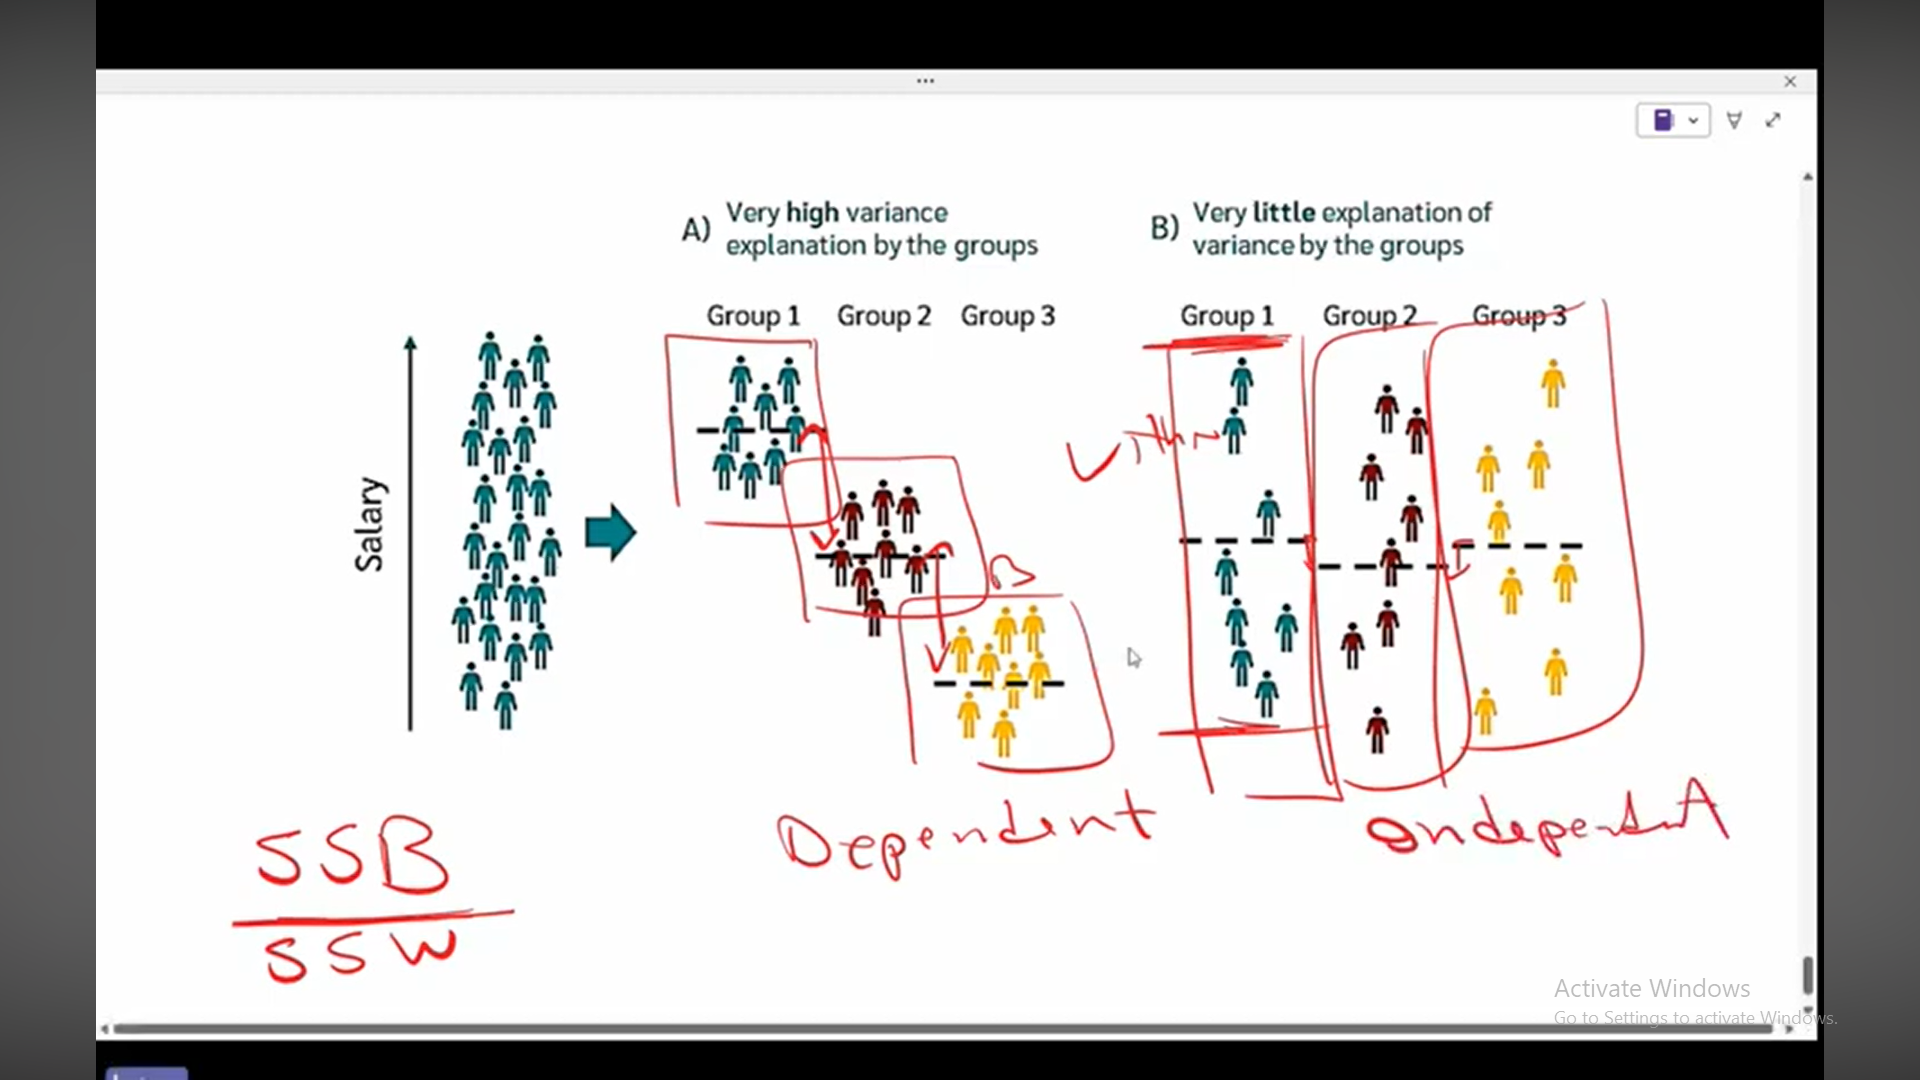 A) Very high variance
explanation by the groups
B) Very little explanation of
variance by the groups
Group 1 Group 2 Group 3
Group 1 Group 2 Group 3
Salary
within
B
Dependent
Independent
SSB
SSW
Activate Windows
Go to Settings to activate Windows.